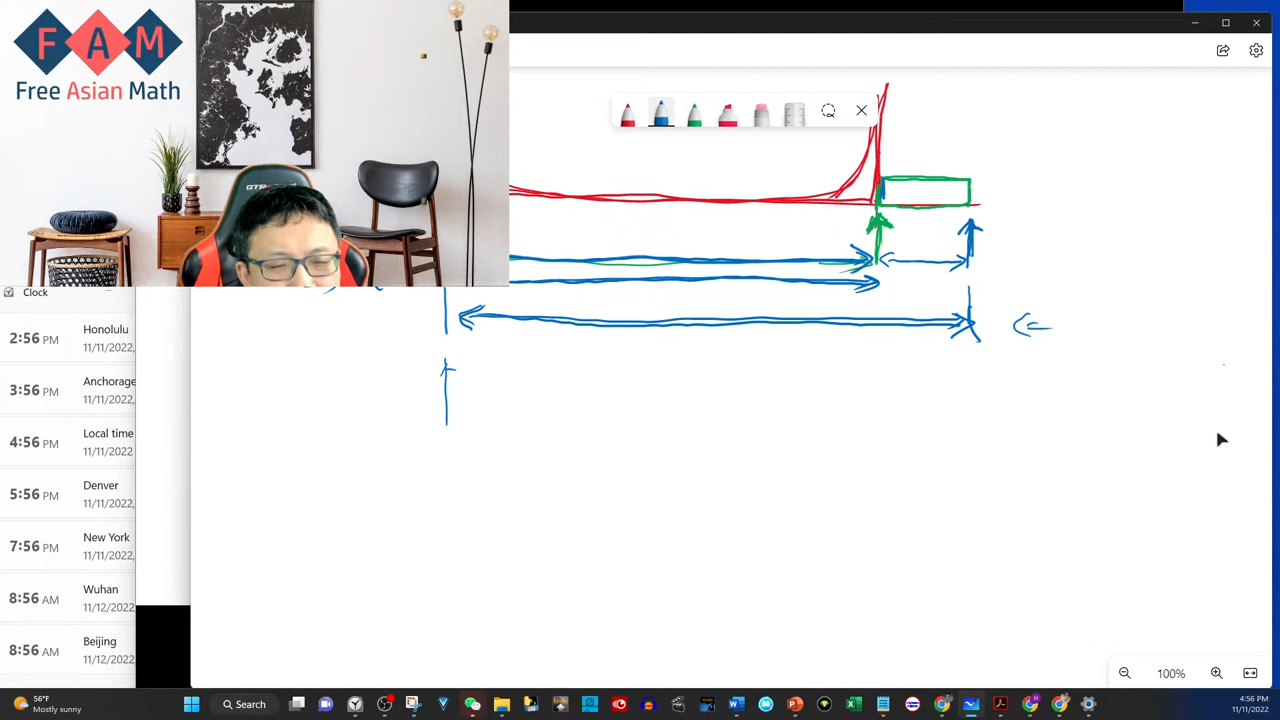 FAM
Free Asian Math
GTRACING
Clock
2:56 PM
Honolulu
11/11/2022,
3:56 PM
Anchorage
11/11/2022,
4:56 PM
Local time
11/11/2022,
5:56 PM
Denver
11/11/2022,
7:56 PM
New York
11/11/2022,
8:56 AM
Wuhan
11/12/2022,
8:56 AM
Beijing
11/12/2022,
100%
56°F
Mostly sunny
Search
4:56 PM
11/11/2022